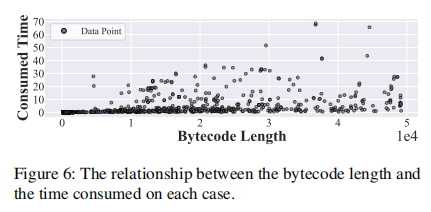 Consumed Time
70
60
50
40
30
20
10
0
Data Point
0 1 2 3 4 5
1e4
Bytecode Length
Figure 6: The relationship between the bytecode length and
the time consumed on each case.